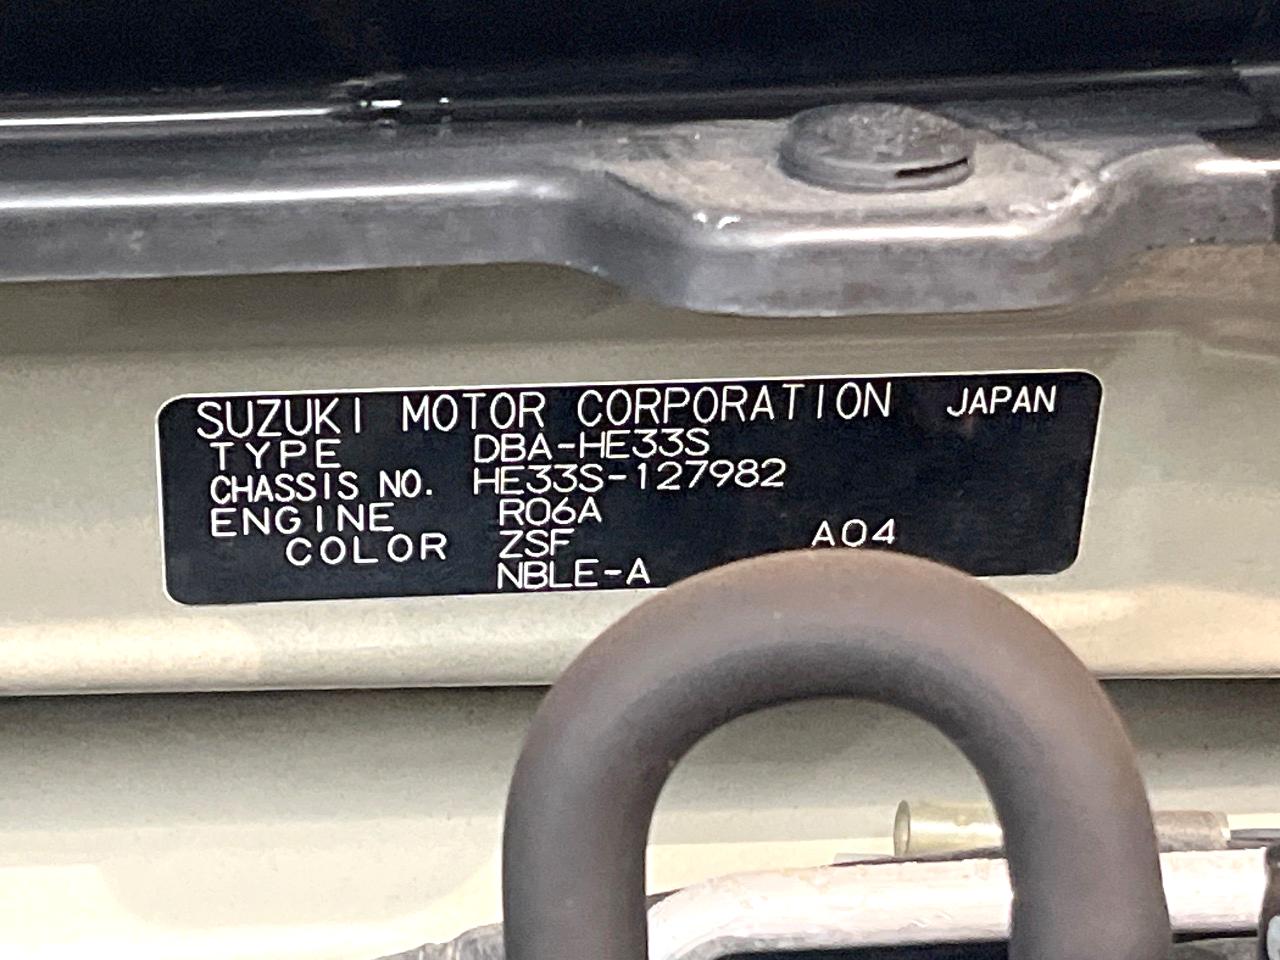 SUZUKI MOTOR CORPORATION JAPAN
TYPE DBA-HE33S
CHASSIS NO. HE33S-127982
ENGINE R06A
COLOR ZSF A04
NBLE-A